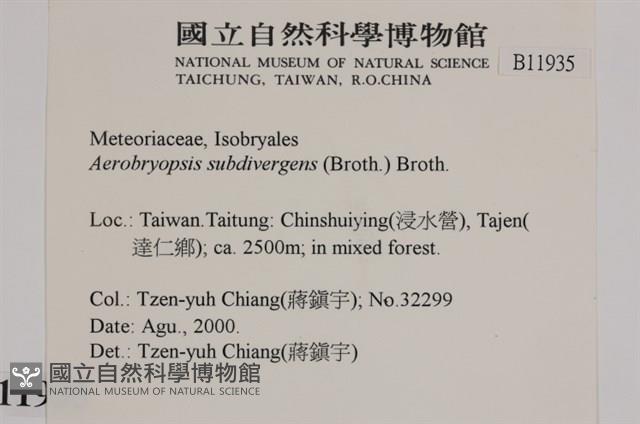 國立自然科學博物館
NATIONAL MUSEUM OF NATURAL SCIENCE
TAICHUNG, TAIWAN, R.O.CHINA
B11935
Meteoriaceae, Isobryales
Aerobryopsis subdivergens (Broth.) Broth.
Loc.: Taiwan.Taitung: Chinshuiying(浸水營), Tajen(
達仁鄉); ca. 2500m; in mixed forest.
Col.: Tzen-yuh Chiang(蔣鎭宇); No.32299
Date: Agu., 2000.
Det.: Tzen-yuh Chiang(蔣鎭宇)
國立自然科學博物館
NATIONAL MUSEUM OF NATURAL SCIENCE